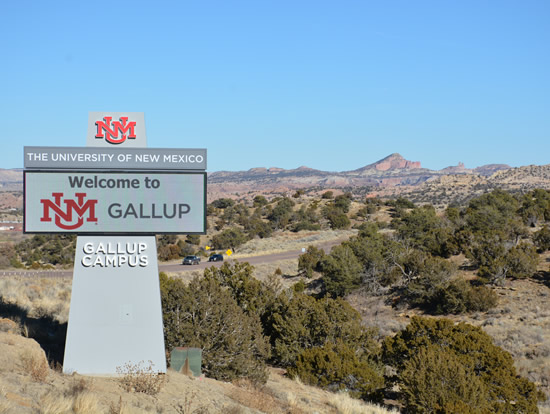 UNM
THE UNIVERSITY OF NEW MEXICO
Welcome to
UNM GALLUP
GALLUP
CAMPUS